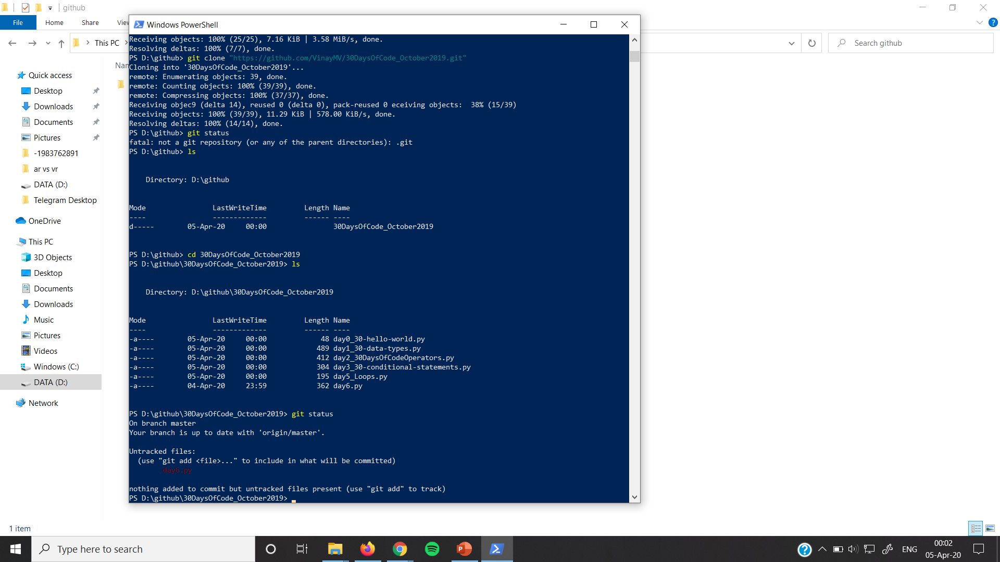 github
File Home Share View
This PC
Search github
Quick access
Desktop
Downloads
Documents
Pictures
-1983762891
ar vs vr
DATA (D:)
Telegram Desktop
OneDrive
This PC
3D Objects
Desktop
Documents
Downloads
Music
Pictures
Videos
Windows (C:)
DATA (D:)
Network
1 item
Windows PowerShell
Receiving objects: 100% (25/25), 7.16 KiB | 3.58 MiB/s, done.
Resolving deltas: 100% (7/7), done.
PS D:\github> git clone "https://github.com/VinayMV/30DaysOfCode_October2019.git"
Cloning into '30DaysOfCode_October2019'...
remote: Enumerating objects: 39, done.
remote: Counting objects: 100% (39/39), done.
remote: Compressing objects: 100% (37/37), done.
Receiving objec9 (delta 14), reused 0 (delta 0), pack-reused 0 eceiving objects:  38% (15/39)
Receiving objects: 100% (39/39), 11.29 KiB | 578.00 KiB/s, done.
Resolving deltas: 100% (14/14), done.
PS D:\github> git status
fatal: not a git repository (or any of the parent directories): .git
PS D:\github> ls
Directory: D:\github
Mode LastWriteTime Length Name
---- ------------- ------ ----
d----- 05-Apr-20 00:00 30DaysOfCode_October2019
PS D:\github> cd 30DaysOfCode_October2019
PS D:\github\30DaysOfCode_October2019> ls
Directory: D:\github\30DaysOfCode_October2019
Mode LastWriteTime Length Name
---- ------------- ------ ----
-a---- 05-Apr-20 00:00 48 day0_30-hello-world.py
-a---- 05-Apr-20 00:00 489 day1_30-data-types.py
-a---- 05-Apr-20 00:00 412 day2_30DaysOfCodeOperators.py
-a---- 05-Apr-20 00:00 304 day3_30-conditional-statements.py
-a---- 05-Apr-20 00:00 195 day5_Loops.py
-a---- 04-Apr-20 23:59 362 day6.py
PS D:\github\30DaysOfCode_October2019> git status
On branch master
Your branch is up to date with 'origin/master'.
Untracked files:
(use "git add <file>..." to include in what will be committed)
day6.py
nothing added to commit but untracked files present (use "git add" to track)
PS D:\github\30DaysOfCode_October2019>
Type here to search
ENG
00:02
05-Apr-20